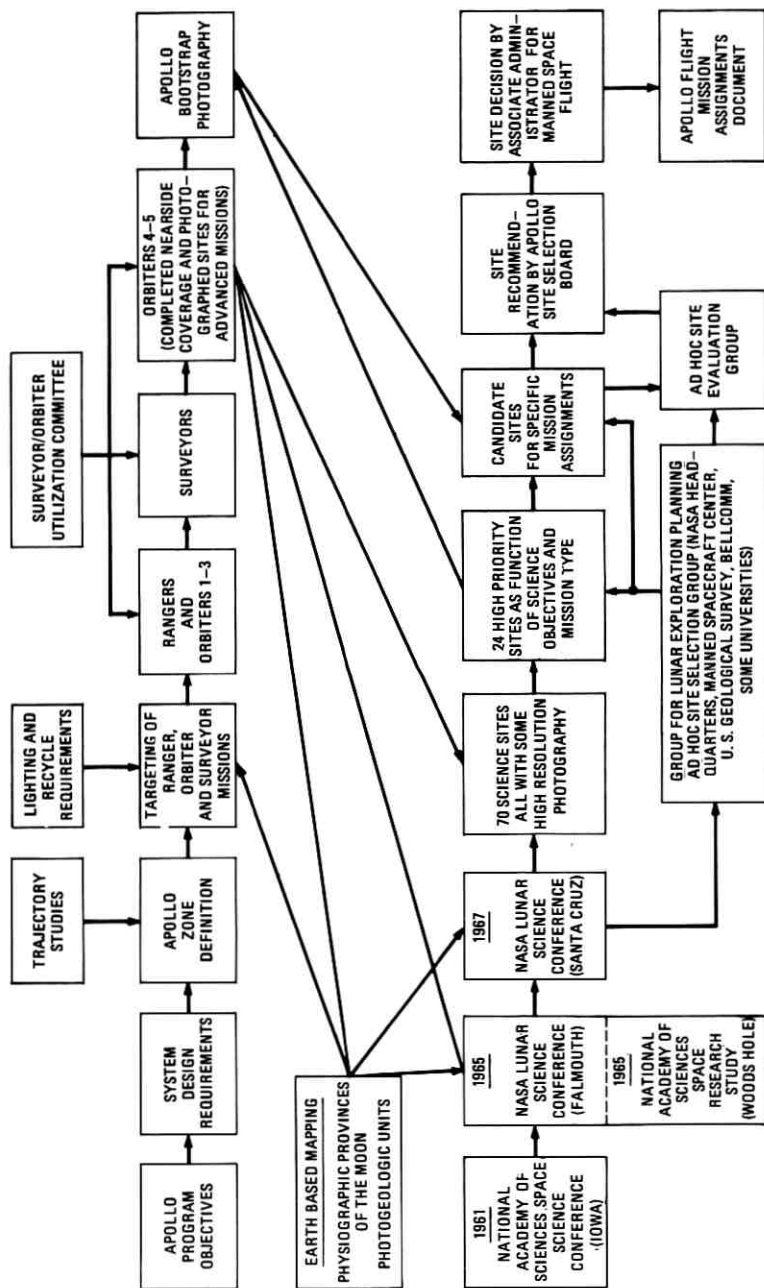 SURVEYOR/ORBITER
UTILIZATION COMMITTEE
TRAJECTORY
STUDIES
LIGHTING AND
RECYCLE
REQUIREMENTS
APOLLO
PROGRAM
OBJECTIVES
SYSTEM
DESIGN
REQUIREMENTS
APOLLO
ZONE
DEFINITION
TARGETING OF
RANGER,
ORBITER
AND SURVEYOR
MISSIONS
RANGERS
AND
ORBITERS 1–3
SURVEYORS
ORBITERS 4–5
(COMPLETED NEARSIDE
COVERAGE AND PHOTO-
GRAPHED SITES FOR
ADVANCED MISSIONS)
APOLLO
BOOTSTRAP
PHOTOGRAPHY
EARTH BASED MAPPING
PHYSIOGRAPHIC PROVINCES
OF THE MOON
PHOTOGEOLOGIC UNITS
1961
NATIONAL
ACADEMY OF
SCIENCES, SPACE
SCIENCE
CONFERENCE
(IOWA)
1965
NASA LUNAR
SCIENCE
CONFERENCE
(FALMOUTH)
1965
NATIONAL
ACADEMY OF
SCIENCES
SPACE
RESEARCH
STUDY
(WOODS HOLE)
1967
NASA LUNAR
SCIENCE
CONFERENCE
(SANTA CRUZ)
70 SCIENCE SITES
ALL WITH SOME
HIGH RESOLUTION
PHOTOGRAPHY
24 HIGH PRIORITY
SITES AS FUNCTION
OF SCIENCE
OBJECTIVES AND
MISSION TYPE
CANDIDATE
SITES
FOR SPECIFIC
MISSION
ASSIGNMENTS
SITE
RECOMMEND–
ATION BY APOLLO
SITE SELECTION
BOARD
SITE DECISION BY
ASSOCIATE ADMIN–
ISTRATOR FOR
MANNED SPACE
FLIGHT
GROUP FOR LUNAR EXPLORATION PLANNING
AD HOC SITE SELECTION GROUP (NASA HEAD–
QUARTERS, MANNED SPACECRAFT CENTER,
U. S. GEOLOGICAL SURVEY, BELLCOMM,
SOME UNIVERSITIES)
AD HOC SITE
EVALUATION
GROUP
APOLLO FLIGHT
MISSION
ASSIGNMENTS
DOCUMENT